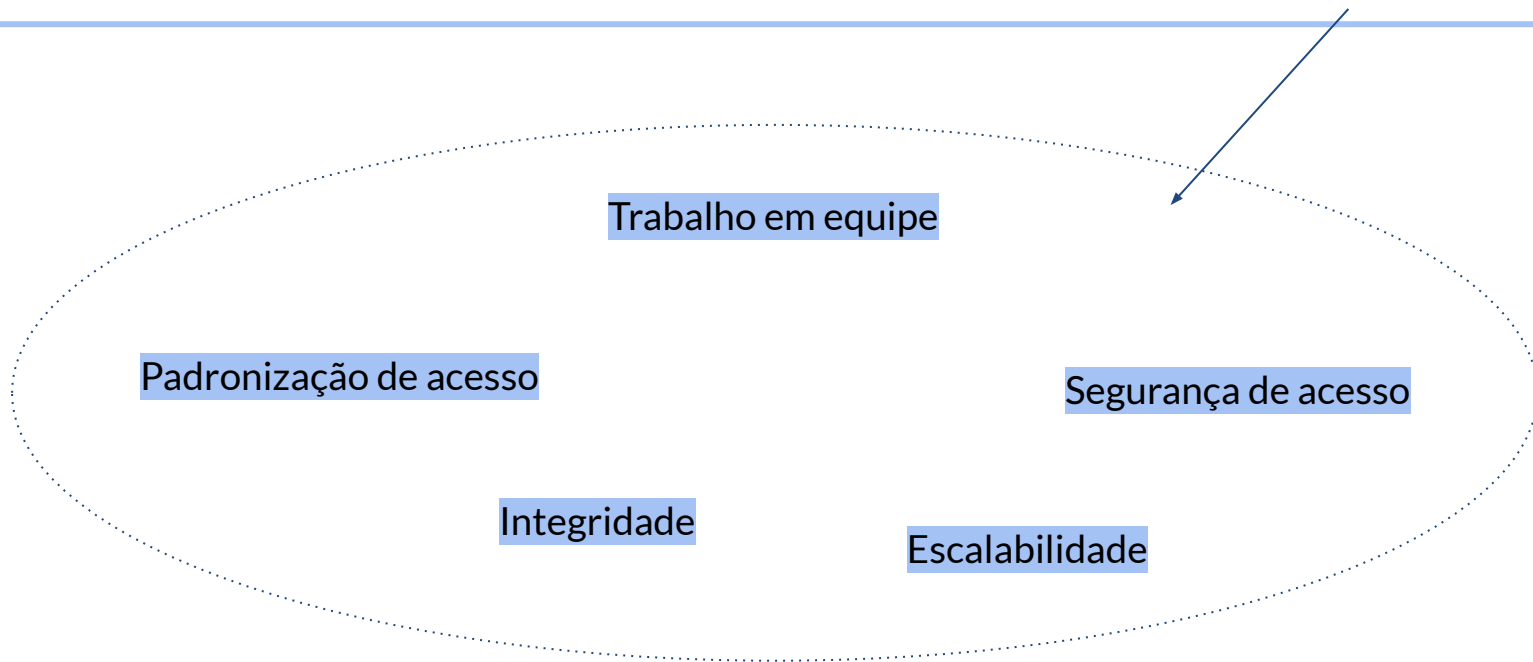 Trabalho em equipe
Padronização de acesso
Segurança de acesso
Integridade
Escalabilidade